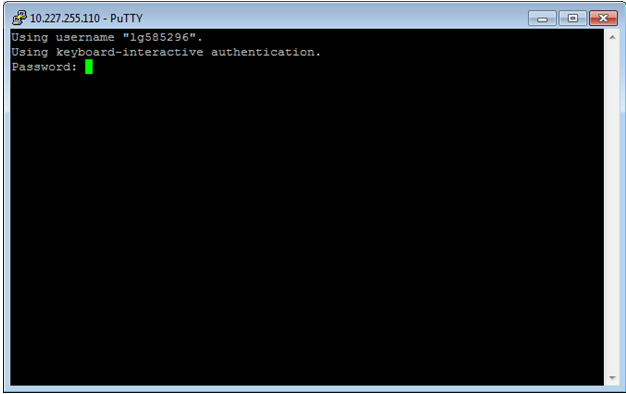 10.227.255.110 - PuTTY
Using username "lg585296".
Using keyboard-interactive authentication.
Password: